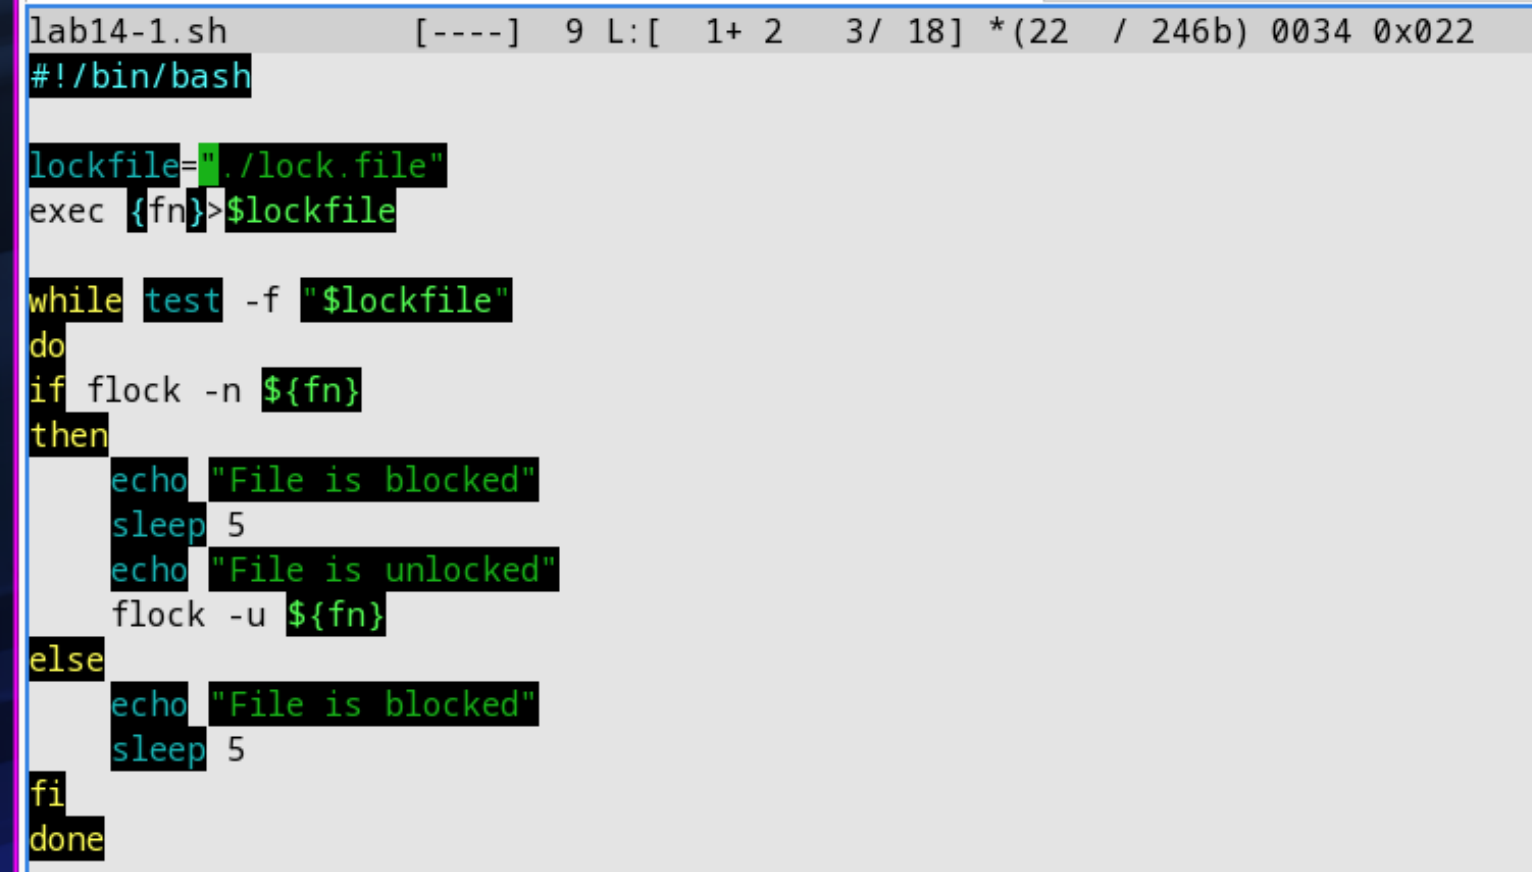 lab14-1.sh [----] 9 L:[ 1+ 2 3/ 18] *(22 / 246b) 0034 0x022
#!/bin/bash
lockfile="./lock.file"
exec {fn}>$lockfile
while test -f "$lockfile"
do
if flock -n ${fn}
then
echo "File is blocked"
sleep 5
echo "File is unlocked"
flock -u ${fn}
else
echo "File is blocked"
sleep 5
fi
done